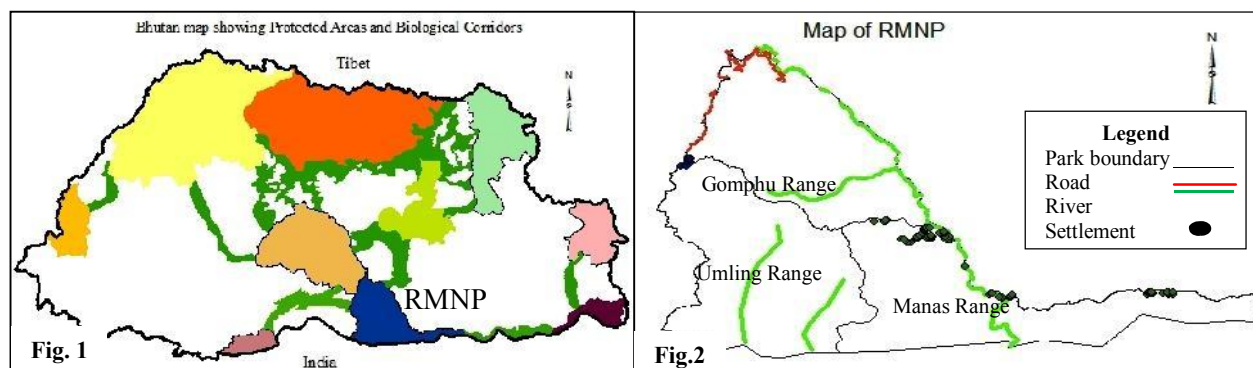 Bhutan map showing Protected Areas and Biological Corridors
Tibet
N
S
RMNP
Fig. 1
India
Map of RMNP
N
S
Legend
Park boundary
Road
River
Settlement
Gomphu Range
Umling Range
Manas Range
Fig.2